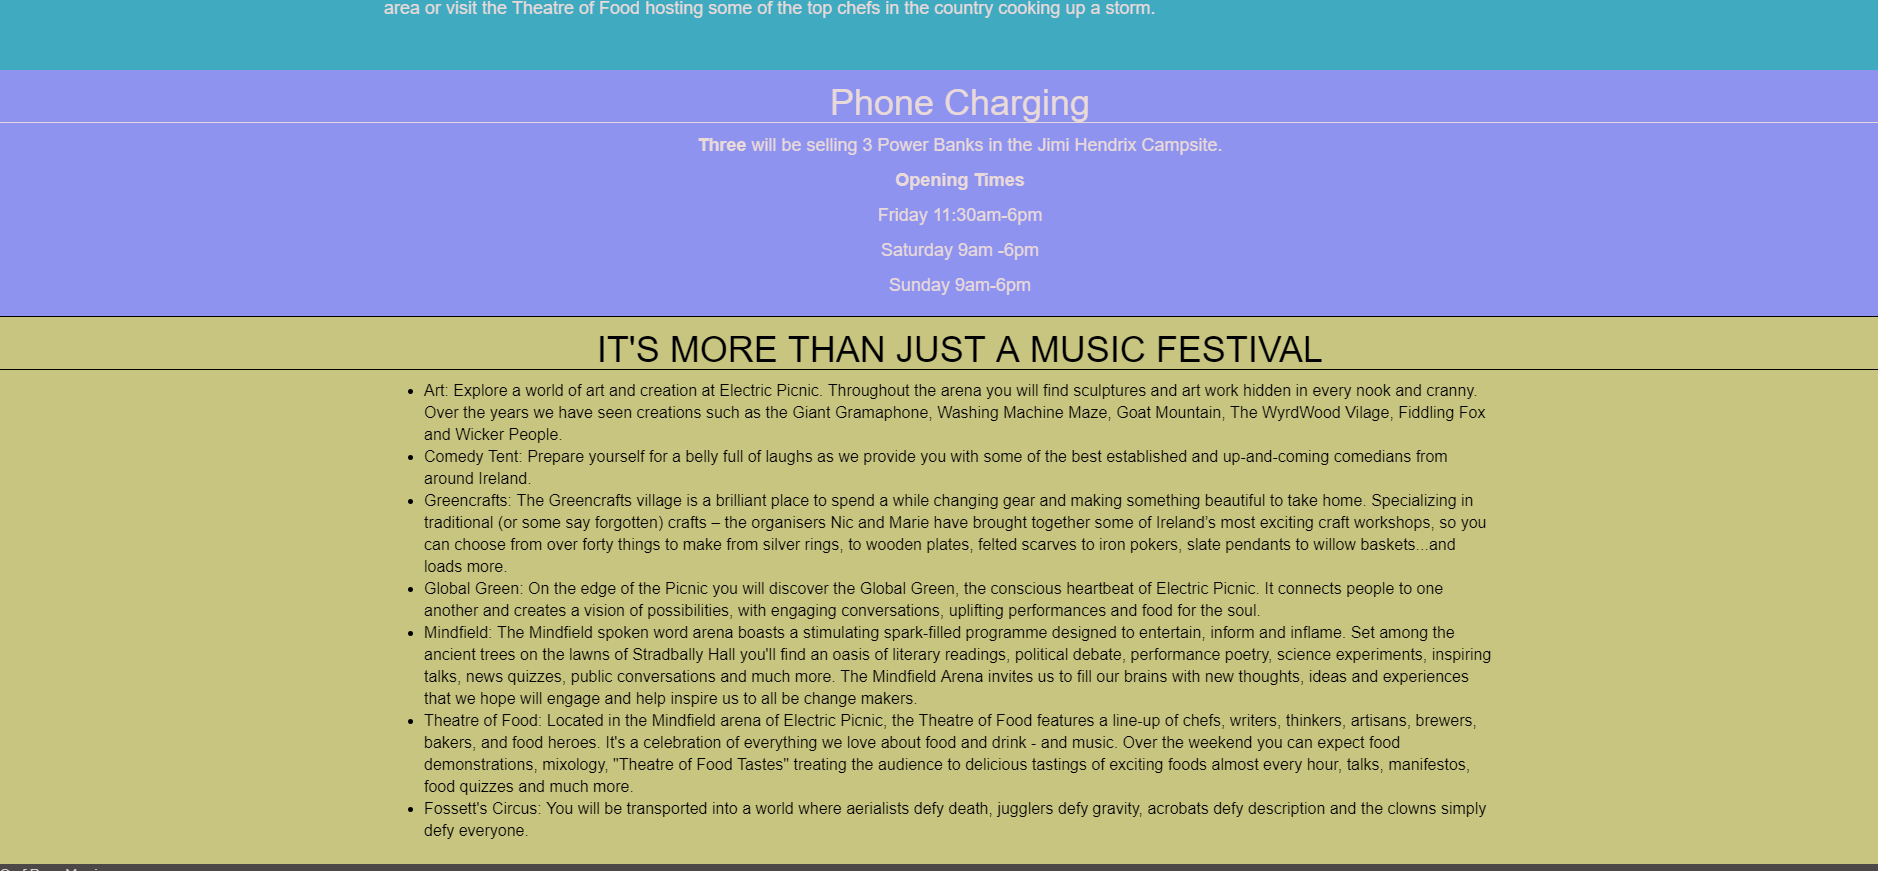 area or visit the Theatre of Food hosting some of the top chefs in the country cooking up a storm.
Phone Charging
Three will be selling 3 Power Banks in the Jimi Hendrix Campsite.
Opening Times
Friday 11:30am-6pm
Saturday 9am -6pm
Sunday 9am-6pm
IT'S MORE THAN JUST A MUSIC FESTIVAL
• Art: Explore a world of art and creation at Electric Picnic. Throughout the arena you will find sculptures and art work hidden in every nook and cranny.
Over the years we have seen creations such as the Giant Gramaphone, Washing Machine Maze, Goat Mountain, The WyrdWood Vilage, Fiddling Fox
and Wicker People.
• Comedy Tent: Prepare yourself for a belly full of laughs as we provide you with some of the best established and up-and-coming comedians from
around Ireland.
• Greencrafts: The Greencrafts village is a brilliant place to spend a while changing gear and making something beautiful to take home. Specializing in
traditional (or some say forgotten) crafts – the organisers Nic and Marie have brought together some of Ireland’s most exciting craft workshops, so you
can choose from over forty things to make from silver rings, to wooden plates, felted scarves to iron pokers, slate pendants to willow baskets...and
loads more.
• Global Green: On the edge of the Picnic you will discover the Global Green, the conscious heartbeat of Electric Picnic. It connects people to one
another and creates a vision of possibilities, with engaging conversations, uplifting performances and food for the soul.
• Mindfield: The Mindfield spoken word arena boasts a stimulating spark-filled programme designed to entertain, inform and inflame. Set among the
ancient trees on the lawns of Stradbally Hall you'll find an oasis of literary readings, political debate, performance poetry, science experiments, inspiring
talks, news quizzes, public conversations and much more. The Mindfield Arena invites us to fill our brains with new thoughts, ideas and experiences
that we hope will engage and help inspire us to all be change makers.
• Theatre of Food: Located in the Mindfield arena of Electric Picnic, the Theatre of Food features a line-up of chefs, writers, thinkers, artisans, brewers,
bakers, and food heroes. It's a celebration of everything we love about food and drink - and music. Over the weekend you can expect food
demonstrations, mixology, "Theatre of Food Tastes" treating the audience to delicious tastings of exciting foods almost every hour, talks, manifestos,
food quizzes and much more.
• Fossett's Circus: You will be transported into a world where aerialists defy death, jugglers defy gravity, acrobats defy description and the clowns simply
defy everyone.